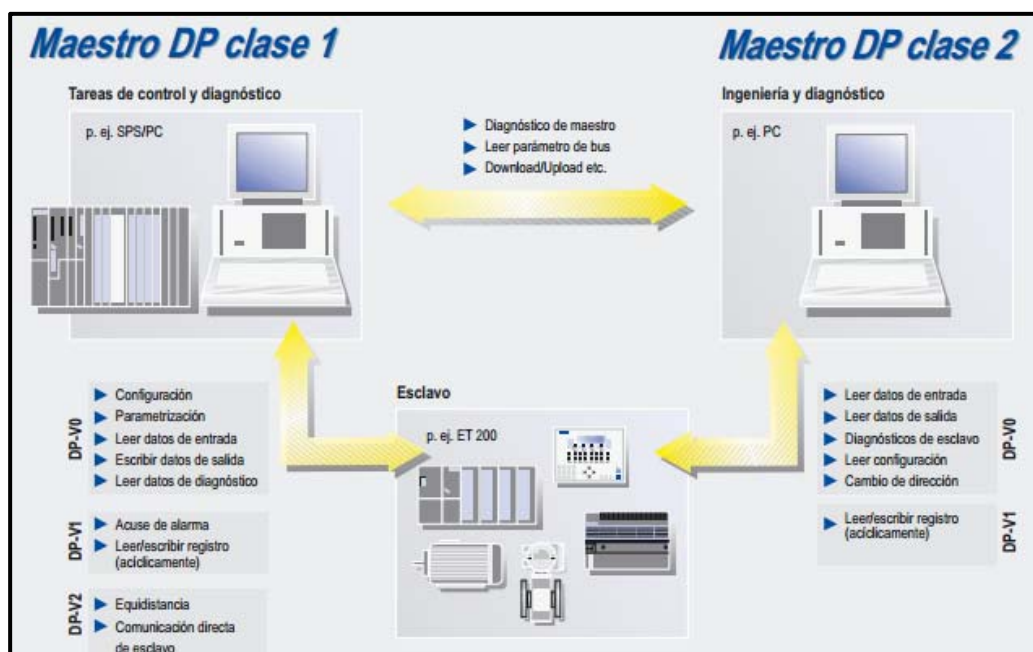 Maestro DP clase 1
Maestro DP clase 2
Tareas de control y diagnóstico
p. ej. SPS/PC
Diagnóstico de maestro
Leer parámetro de bus
Download/Upload etc.
Ingeniería y diagnóstico
p. ej. PC
DP-V0
Configuración
Parametrización
Leer datos de entrada
Escribir datos de salida
Leer datos de diagnóstico
DP-V1
Acuse de alarma
Leer/escribir registro
(acíclicamente)
DP-V2
Equidistancia
Comunicación directa
de esclavo
Esclavo
p. ej. ET 200
Leer datos de entrada
Leer datos de salida
Diagnósticos de esclavo
Leer configuración
Cambio de dirección
DP-V0
Leer/escribir registro
(acíclicamente)
DP-V1